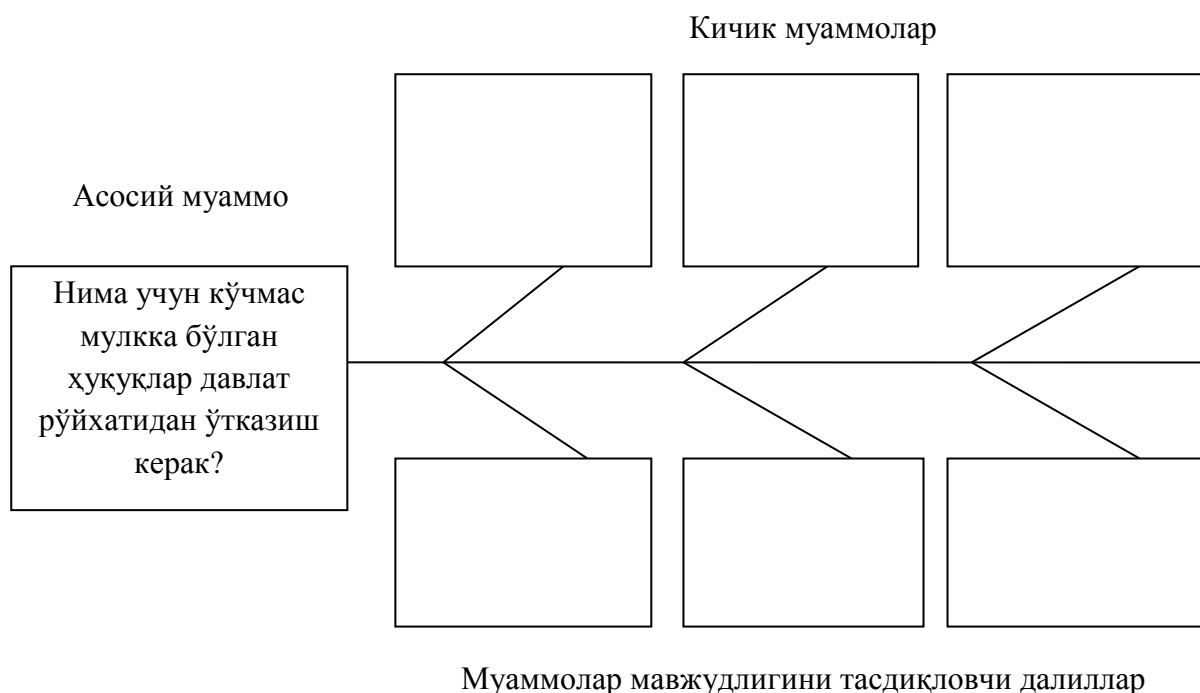 Кичик муаммолар
Асосий муаммо
Нима учун кўчмас
мулкка бўлган
ҳуқуқлар давлат
рўйхатидан ўтказиш
керак?
Муаммолар мавжудлигини тасдиқловчи далиллар